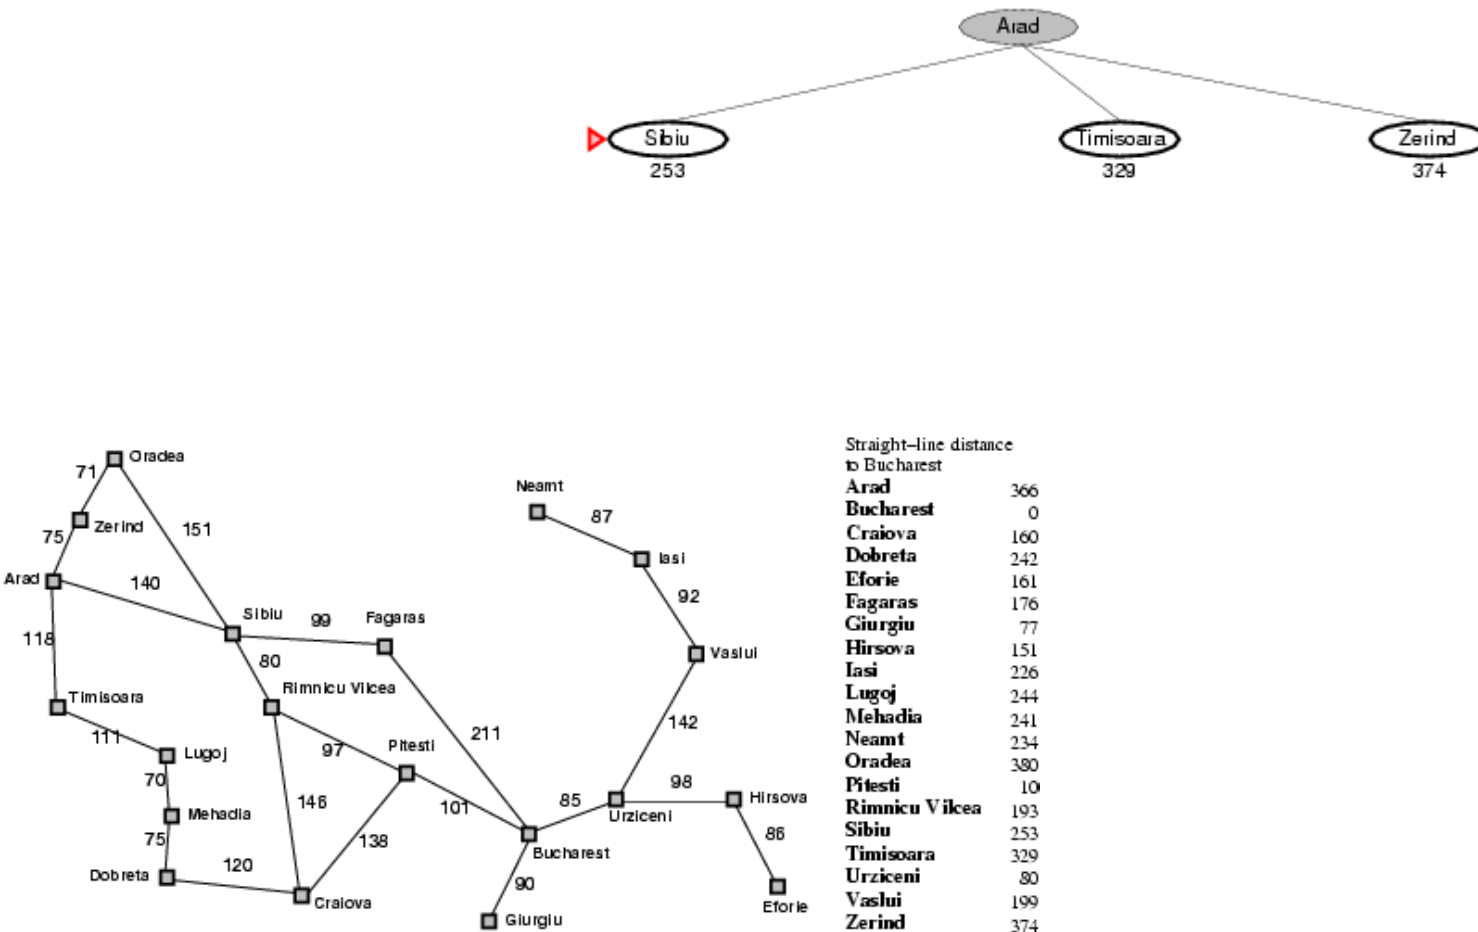 Arad
Sibiu
Timisoara
Zerind
253
329
374
Oradea
71
Neamt
87
Zerind
151
75
Iasi
Arad
140
92
Sibiu
Fagaras
99
118
Vaslui
80
Rimnicu Vilcea
Timisoara
142
111
211
97
Pitesti
Lugoj
70
98
Hirsova
146
101
85
Urziceni
Mehadia
86
75
138
Bucharest
120
Dobreta
90
Craiova
Eforie
Giurgiu
Straight–line distance
to Bucharest
Arad 366
Bucharest 0
Craiova 160
Dobreta 242
Eforie 161
Fagaras 176
Giurgiu 77
Hirsova 151
Iasi 226
Lugoj 244
Mehadia 241
Neamt 234
Oradea 380
Pitesti 10
Rimnicu Vilcea 193
Sibiu 253
Timisoara 329
Urziceni 80
Vaslui 199
Zerind 374